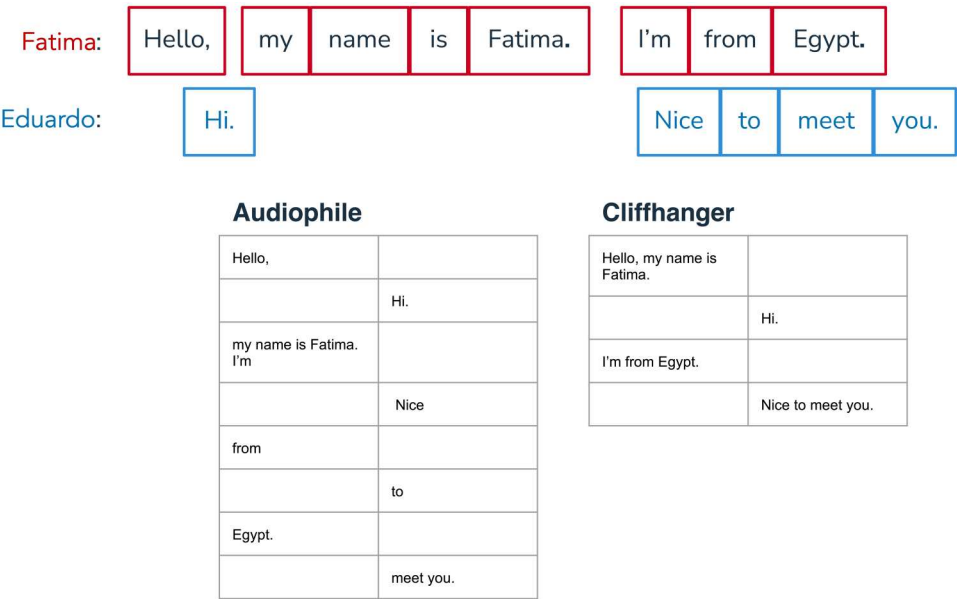 Fatima: Hello, my name is Fatima. I’m from Egypt.
Eduardo: Hi. Nice to meet you.
Audiophile
Hello,
Hi.
my name is Fatima.
I’m
Nice
from
to
Egypt.
meet you.
Cliffhanger
Hello, my name is
Fatima.
Hi.
I’m from Egypt.
Nice to meet you.